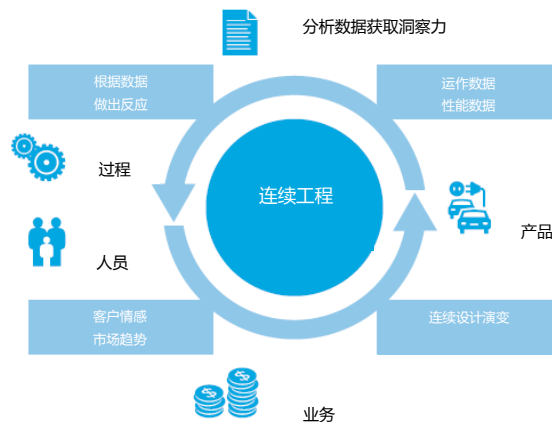 分析数据获取洞察力
根据数据
做出反应
运作数据
性能数据
过程
连续工程
产品
人员
客户情感
市场趋势
连续设计演变
业务